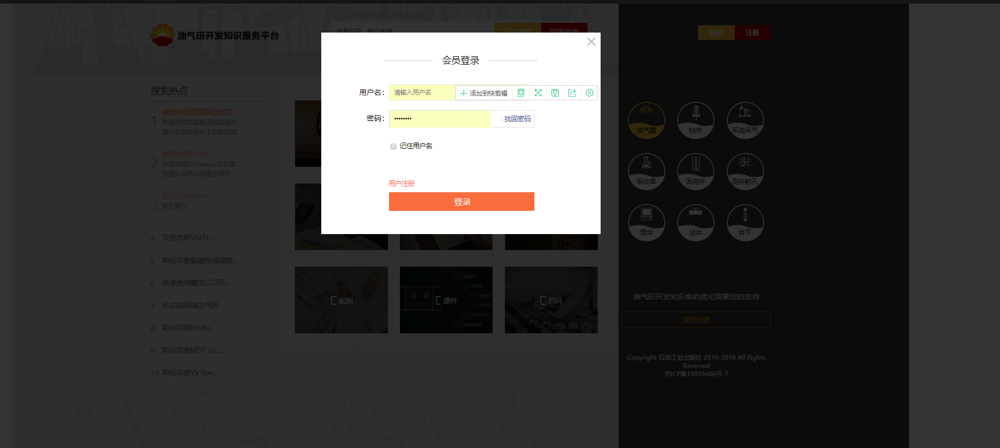 油气田开发知识服务平台
海量数据，等你来搜
检索
高级检索
登录
注册
会员登录
用户名：
请输入用户名
添加到快剪辑
密码：
••••••••
找回密码
记住用户名
用户注册
登录
搜索热点
1
哈里伯顿高温高压地层...
哈里伯顿高温高压地层测试
器可在极端条件下获取地层
2
哈里伯顿FloStr...
哈里伯顿FloStream文丘里
流量计采用与哈里伯顿双...
3
斯伦贝谢Saturn...
暂无简介
4 贝克休斯VisiTr...
5 斯伦贝谢裂缝性储层描...
6 低渗透油藏注CO2开...
7 长庆油田靖边气田
8 斯伦贝谢InSitu...
9 斯伦贝谢MDT Fo...
10 斯伦贝谢Vx Spe...
案例
目 录
CONTENT
课件
百科
油气藏
钻井
采油采气
采收率
固完井
测井射孔
录井
试井
井下
油气田开发知识库的优化需要您的支持
需求反馈
Copyright 石油工业出版社 2010-2018 All Rights
Reserved
京ICP备13039486号-7